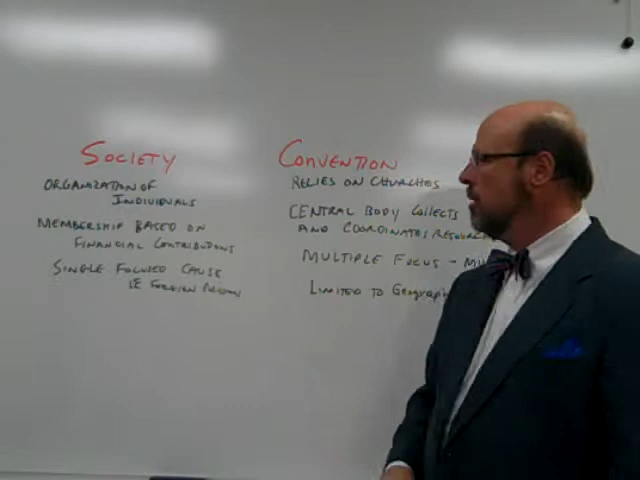 SOCIETY
ORGANIZATION OF
INDIVIDUALS
MEMBERSHIP BASED ON
FINANCIAL CONTRIBUTIONS
SINGLE FOCUSED CAUSE
IE FOREIGN MISSION
CONVENTION
RELIES ON CHURCHES
CENTRAL BODY COLLECTS
AND COORDINATES
MULTIPLE FOCUS -
LIMITED TO